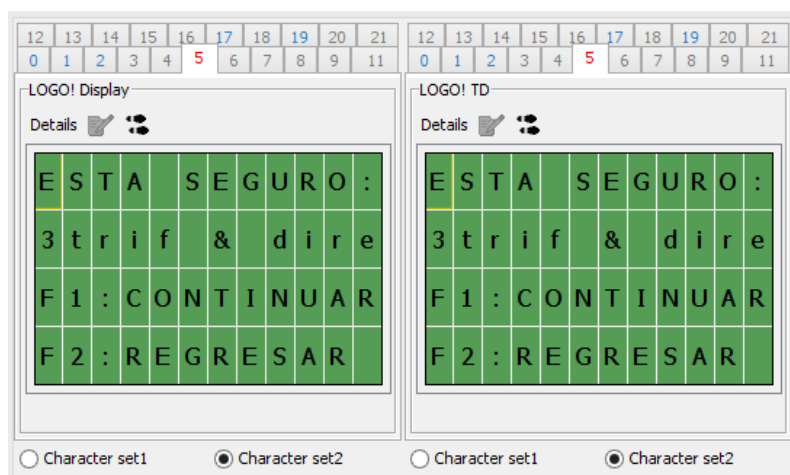 12 13 14 15 16 17 18 19 20 21
0 1 2 3 4 5 6 7 8 9 11
LOGO! Display
Details
ESTA SEGURO:
3trif & dire
F1:CONTINUAR
F2:REGRESAR
Character set1 Character set2
12 13 14 15 16 17 18 19 20 21
0 1 2 3 4 5 6 7 8 9 11
LOGO! TD
Details
ESTA SEGURO:
3trif & dire
F1:CONTINUAR
F2:REGRESAR
Character set1 Character set2